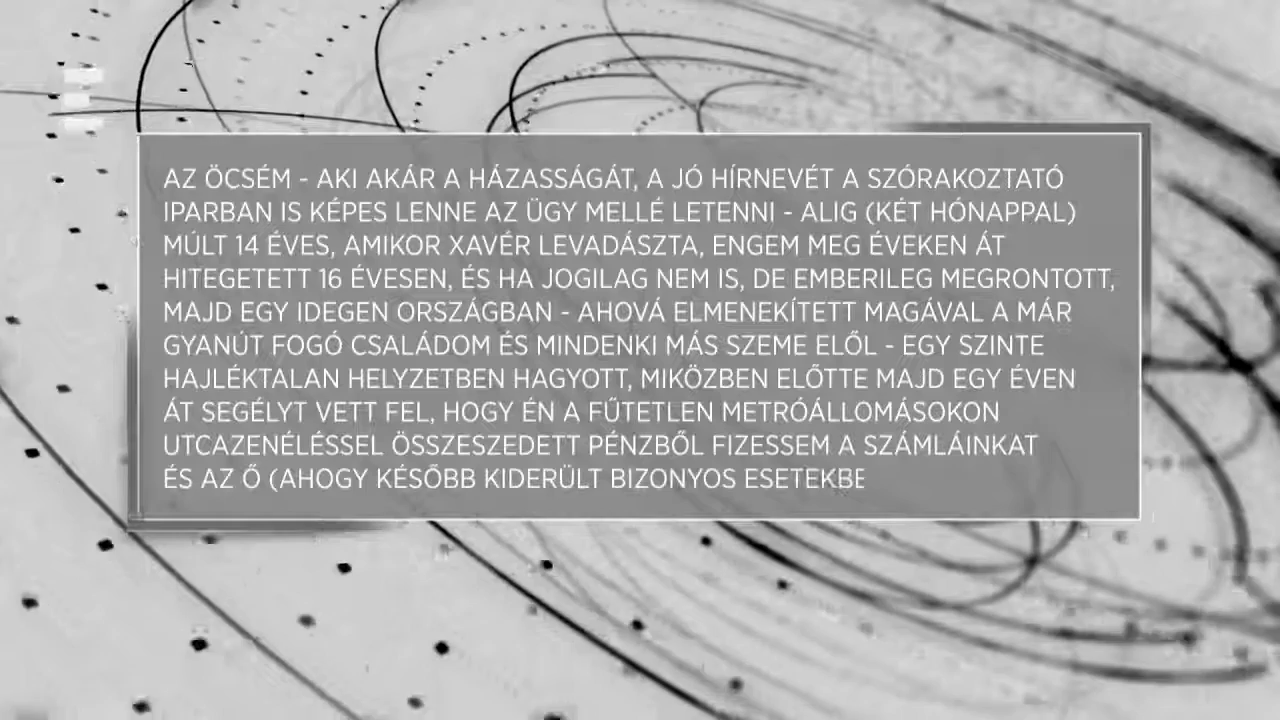 AZ ÖCSÉM - AKI AKÁR A HÁZASSÁGÁT, A JÓ HÍRNEVÉT A SZÓRAKOZTATÓ
IPARBAN IS KÉPES LENNE AZ ÜGY MELLÉ LETENNI - ALIG (KÉT HÓNAPPAL)
MÚLT 14 ÉVES, AMIKOR XAVÉR LEVADÁSZTA, ENGEM MEG ÉVEKEN ÁT
HITEGETETT 16 ÉVESEN, ÉS HA JOGILAG NEM IS, DE EMBERILEG MEGRONTOTT,
MAJD EGY IDEGEN ORSZÁGBAN - AHOVÁ ELMENEKÍTETT MAGÁVAL A MÁR
GYANÚT FOGÓ CSALÁDOM ÉS MINDENKI MÁS SZEME ELŐL - EGY SZINTE
HAJLÉKTALAN HELYZETBEN HAGYOTT, MIKÖZBEN ELŐTTE MAJD EGY ÉVEN
ÁT SEGÉLYT VETT FEL, HOGY ÉN A FŰTETLEN METRÓÁLLOMÁSOKON
UTCAZENÉLÉSSEL ÖSSZESZEDETT PÉNZBŐL FIZESSEM A SZÁMLÁINKAT
ÉS AZ Ő (AHOGY KÉSŐBB KIDERÜLT BIZONYOS ESETEKBE